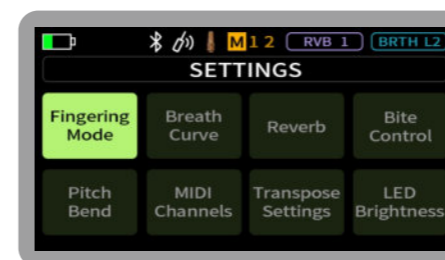 M 1 2 RVB 1 BRTH L2
SETTINGS
Fingering Mode
Breath Curve
Reverb
Bite Control
Pitch Bend
MIDI Channels
Transpose Settings
LED Brightness